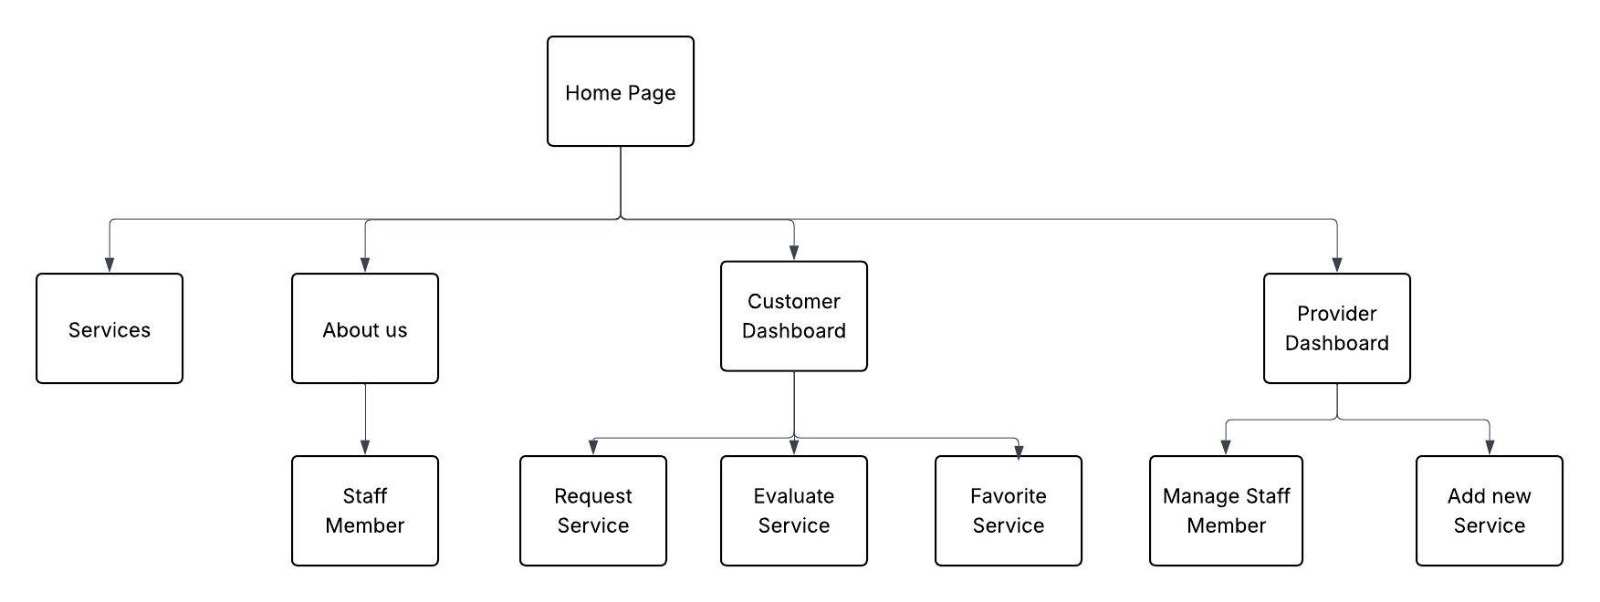 Home Page
Services
About us
Customer
Dashboard
Provider
Dashboard
Staff
Member
Request
Service
Evaluate
Service
Favorite
Service
Manage Staff
Member
Add new
Service